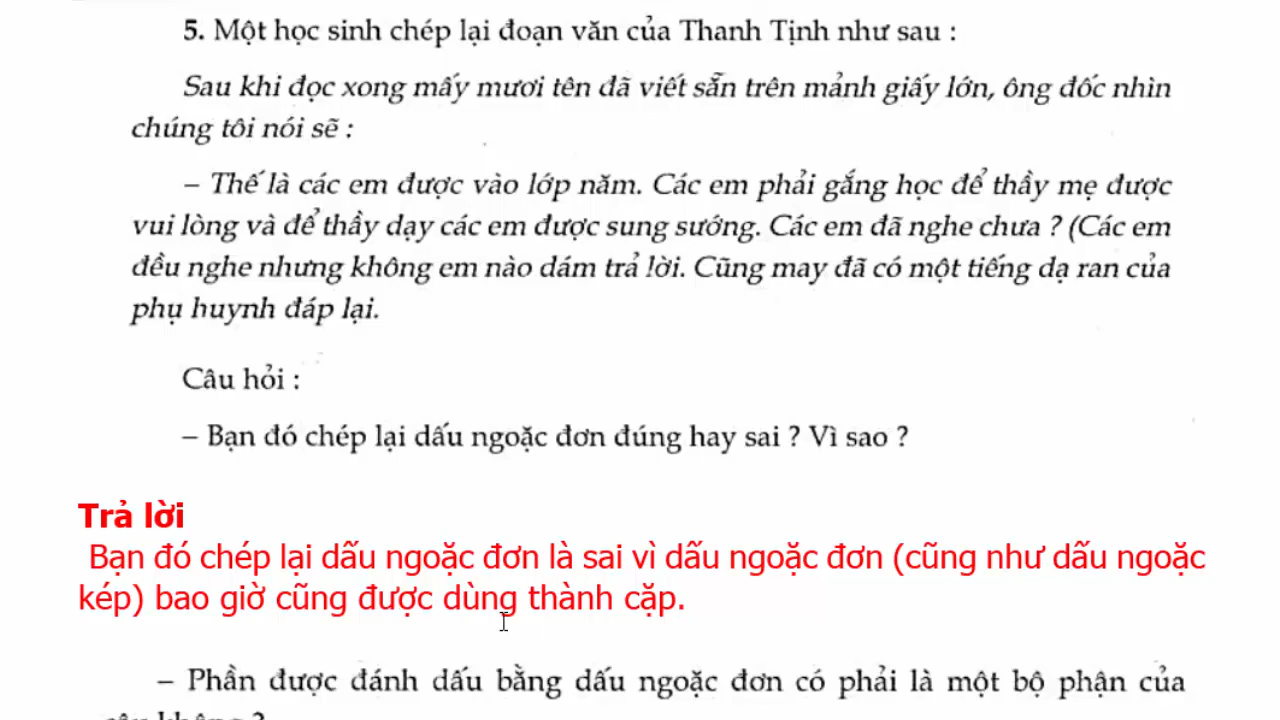 5. Một học sinh chép lại đoạn văn của Thanh Tịnh như sau :
Sau khi đọc xong mấy mươi tên đã viết sẵn trên mảnh giấy lớn, ông đốc nhìn
chúng tôi nói sẽ :
– Thế là các em được vào lớp năm. Các em phải gắng học để thầy mẹ được
vui lòng và để thầy dạy các em được sung sướng. Các em đã nghe chưa ? (Các em
đều nghe nhưng không em nào dám trả lời. Cũng may đã có một tiếng dạ ran của
phụ huynh đáp lại.
Câu hỏi :
– Bạn đó chép lại dấu ngoặc đơn đúng hay sai ? Vì sao ?
Trả lời
Bạn đó chép lại dấu ngoặc đơn là sai vì dấu ngoặc đơn (cũng như dấu ngoặc
kép) bao giờ cũng được dùng thành cặp.
– Phần được đánh dấu bằng dấu ngoặc đơn có phải là một bộ phận của
câu không ?